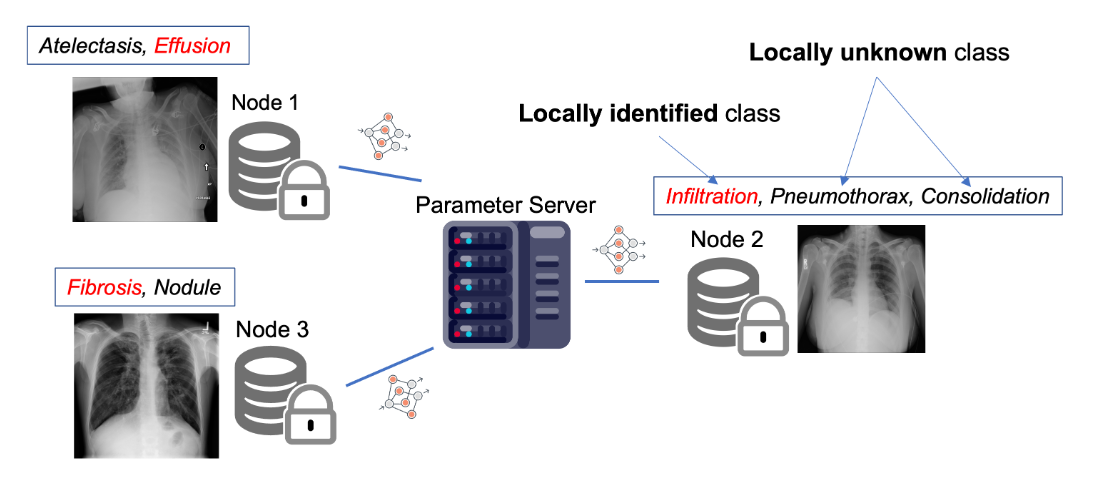 Atelectasis, Effusion
Locally unknown class
Node 1
Locally identified class
Infiltration, Pneumothorax, Consolidation
Parameter Server
Node 2
Fibrosis, Nodule
Node 3